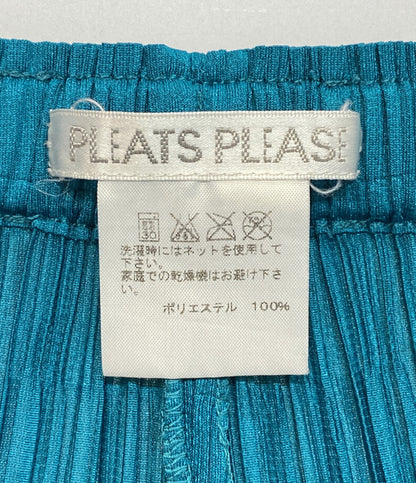 PLEATS PLEASE
30
洗濯時にはネットを使用して下さい。
家庭での乾燥機はお避け下さい。
ポリエステル 100%